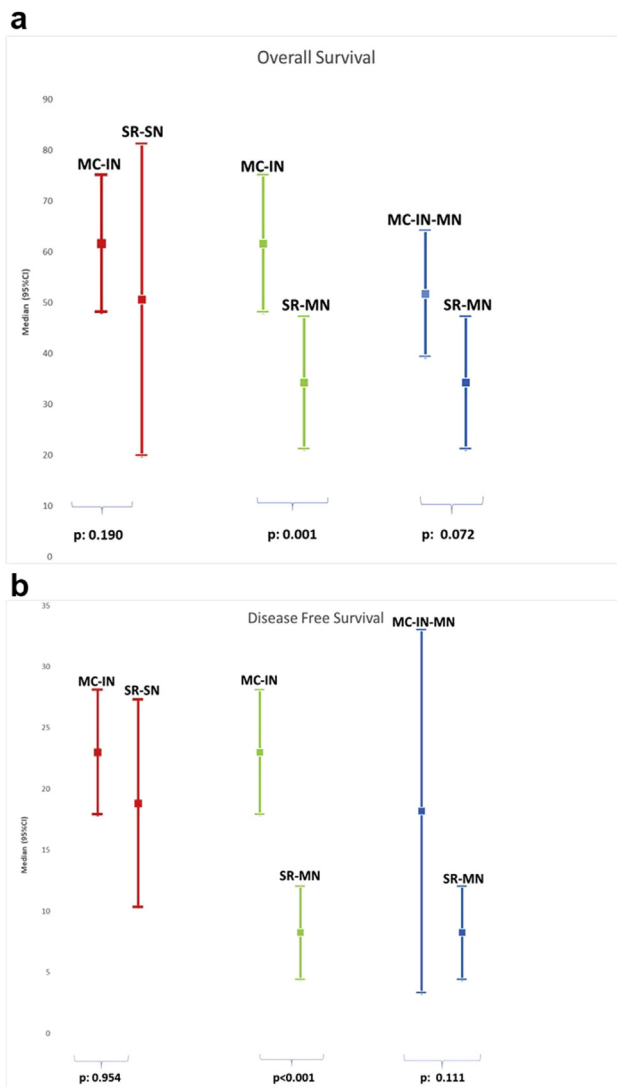 a
Overall Survival
90
80
70
60
50
40
30
20
10
0
Median (95%CI)
MC-IN
SR-SN
MC-IN
SR-MN
MC-IN-MN
SR-MN
p: 0.190
p: 0.001
p: 0.072
b
Disease Free Survival
35
30
25
20
15
10
5
0
Median (95%CI)
MC-IN
SR-SN
MC-IN
SR-MN
MC-IN-MN
SR-MN
p: 0.954
p<0.001
p: 0.111